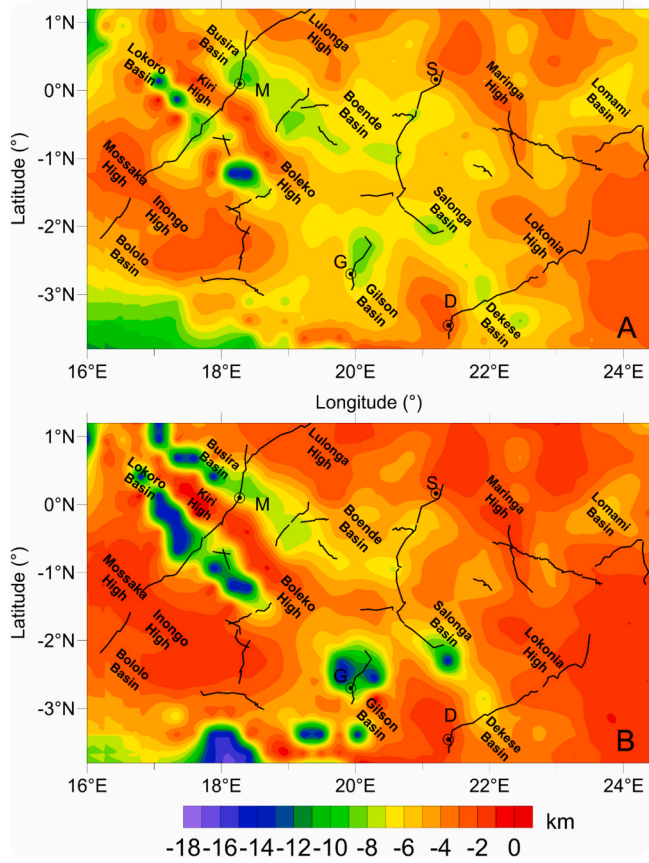 Latitude (°)
1°N
0°N
-1°N
-2°N
-3°N
Lokoro
Basin
Busira
Basin
Lulonga
High
Kiri
High
M
S
Maringa
High
Lomami
Basin
Boende
Basin
Mossaka
High
Inongo
High
Boleko
High
Bololo
Basin
Salonga
Basin
Lokonia
High
G
Gilson
Basin
D
Dekese
Basin
A
16°E
18°E
20°E
22°E
24°E
Longitude (°)
Latitude (°)
1°N
0°N
-1°N
-2°N
-3°N
Lokoro
Basin
Busira
Basin
Lulonga
High
Kiri
High
M
S
Maringa
High
Lomami
Basin
Boende
Basin
Mossaka
High
Inongo
High
Boleko
High
Bololo
Basin
Salonga
Basin
Lokonia
High
G
Gilson
Basin
D
Dekese
Basin
B
16°E
18°E
20°E
22°E
24°E
km
-18 -16 -14 -12 -10 -8 -6 -4 -2 0